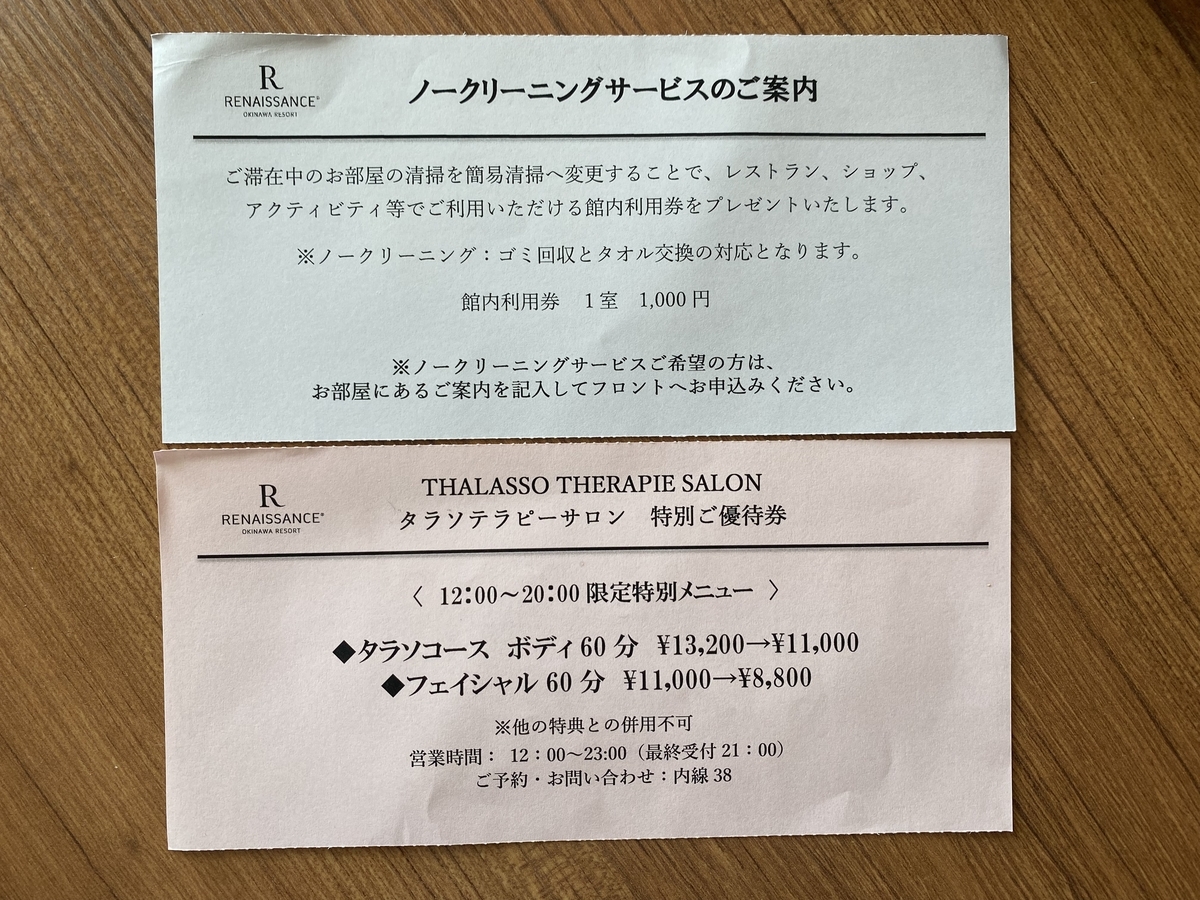 R
RENAISSANCE®
OKINAWA RESORT
ノークリーニングサービスのご案内
ご滞在中のお部屋の清掃を簡易清掃へ変更することで、レストラン、ショップ、
アクティビティ等でご利用いただける館内利用券をプレゼントいたします。
※ノークリーニング：ゴミ回収とタオル交換の対応となります。
館内利用券　1室　1,000円
※ノークリーニングサービスご希望の方は、
お部屋にあるご案内を記入してフロントへお申込みください。
R
RENAISSANCE®
OKINAWA RESORT
THALASSO THERAPIE SALON
タラソテラピーサロン　特別ご優待券
〈 12：00～20：00 限定特別メニュー 〉
◆タラソコース ボディ 60 分 ¥13,200→¥11,000
◆フェイシャル 60 分 ¥11,000→¥8,800
※他の特典との併用不可
営業時間： 12：00～23:00（最終受付 21：00）
ご予約・お問い合わせ：内線 38